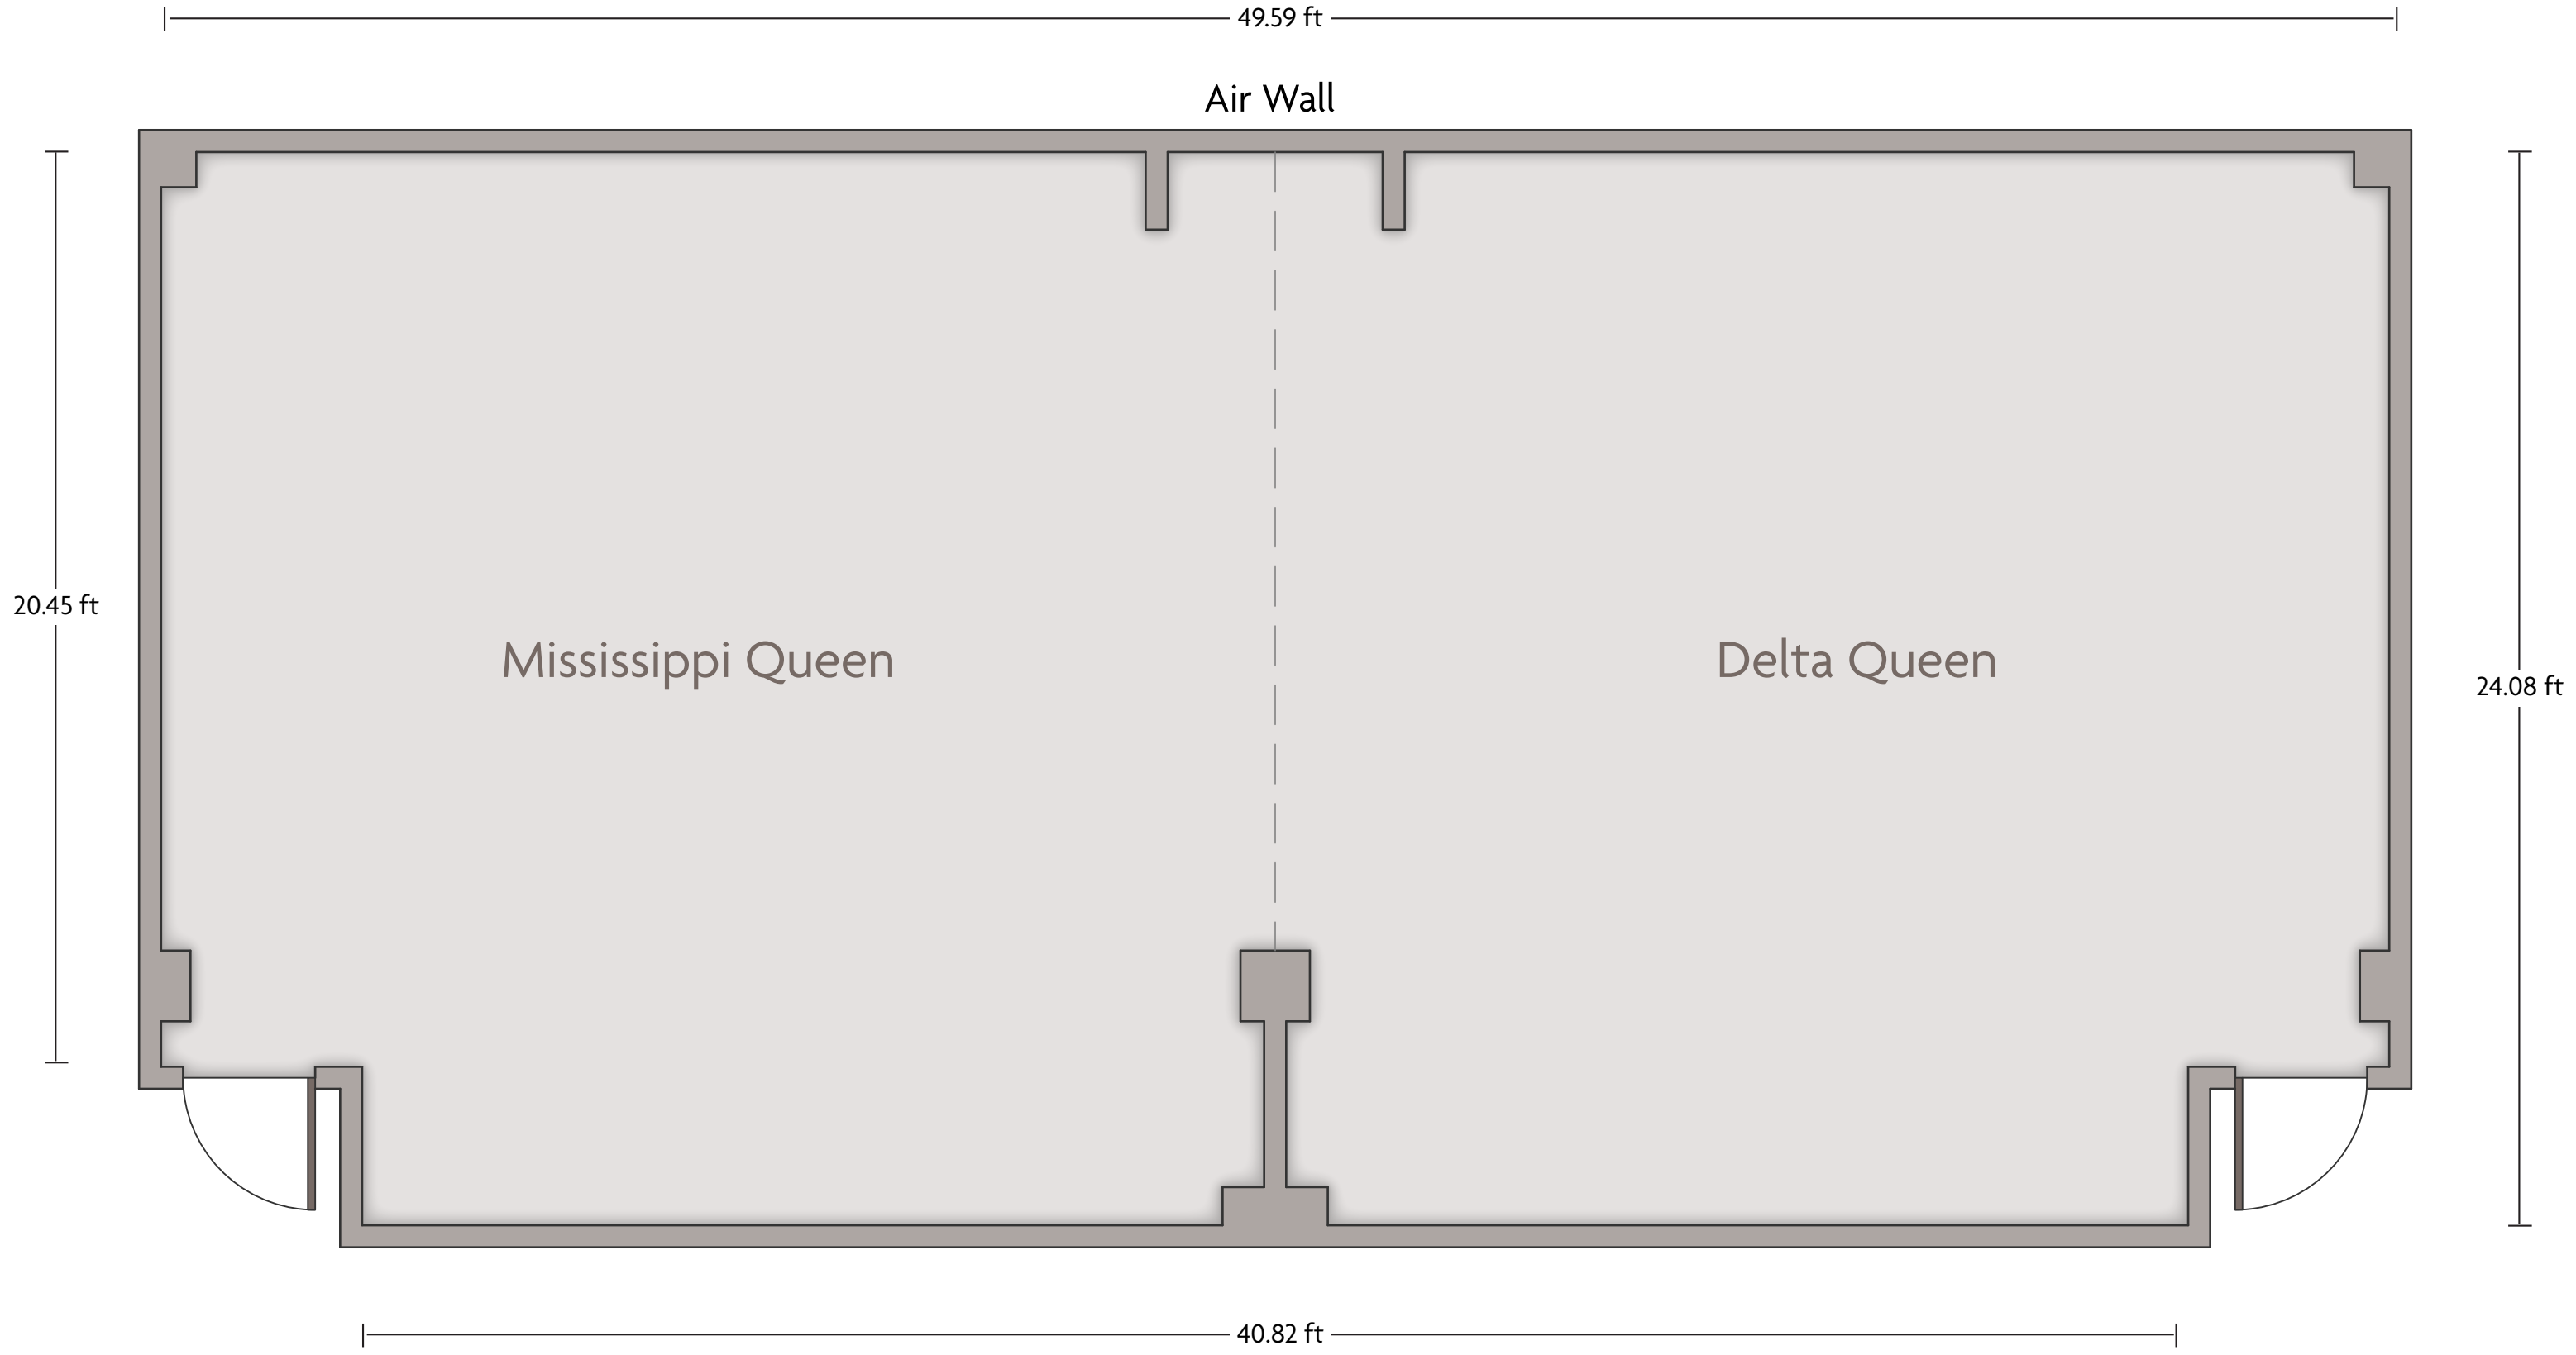 49.59 ft
Air Wall
20.45 ft
Mississippi Queen
Delta Queen
24.08 ft
40.82 ft